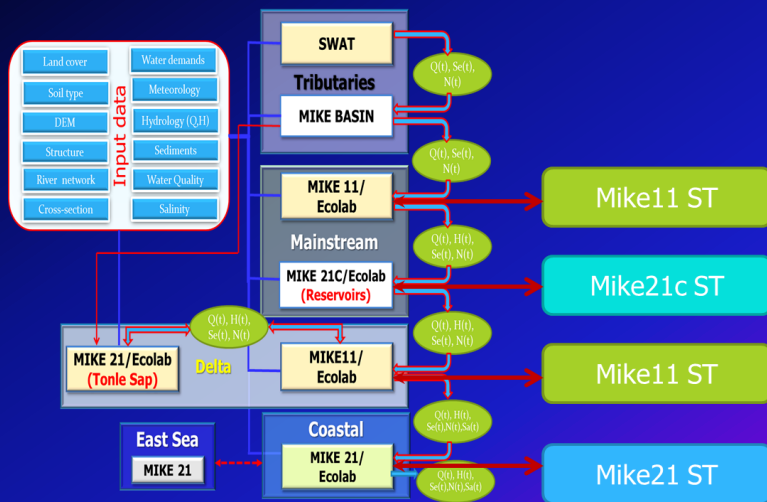 Land cover
Soil type
DEM
Structure
River network
Cross-section
Input data
Water demands
Meteorology
Hydrology (Q,H)
Sediments
Water Quality
Salinity
SWAT
Tributaries
MIKE BASIN
Q(t), Se(t),
N(t)
Q(t), Se(t),
N(t)
MIKE 11/
Ecolab
Mainstream
MIKE 21C/Ecolab
(Reservoirs)
Q(t), H(t),
Se(t), N(t)
Q(t), H(t),
Se(t), N(t)
Mike11 ST
Mike21c ST
Q(t), H(t),
Se(t), N(t)
MIKE 21/Ecolab
(Tonle Sap)
Delta
MIKE11/
Ecolab
Mike11 ST
Q(t), H(t),
Se(t),N(t),Sa(t)
East Sea
MIKE 21
Coastal
MIKE 21/
Ecolab
Q(t), H(t),
Se(t),N(t),Sa(t)
Mike21 ST